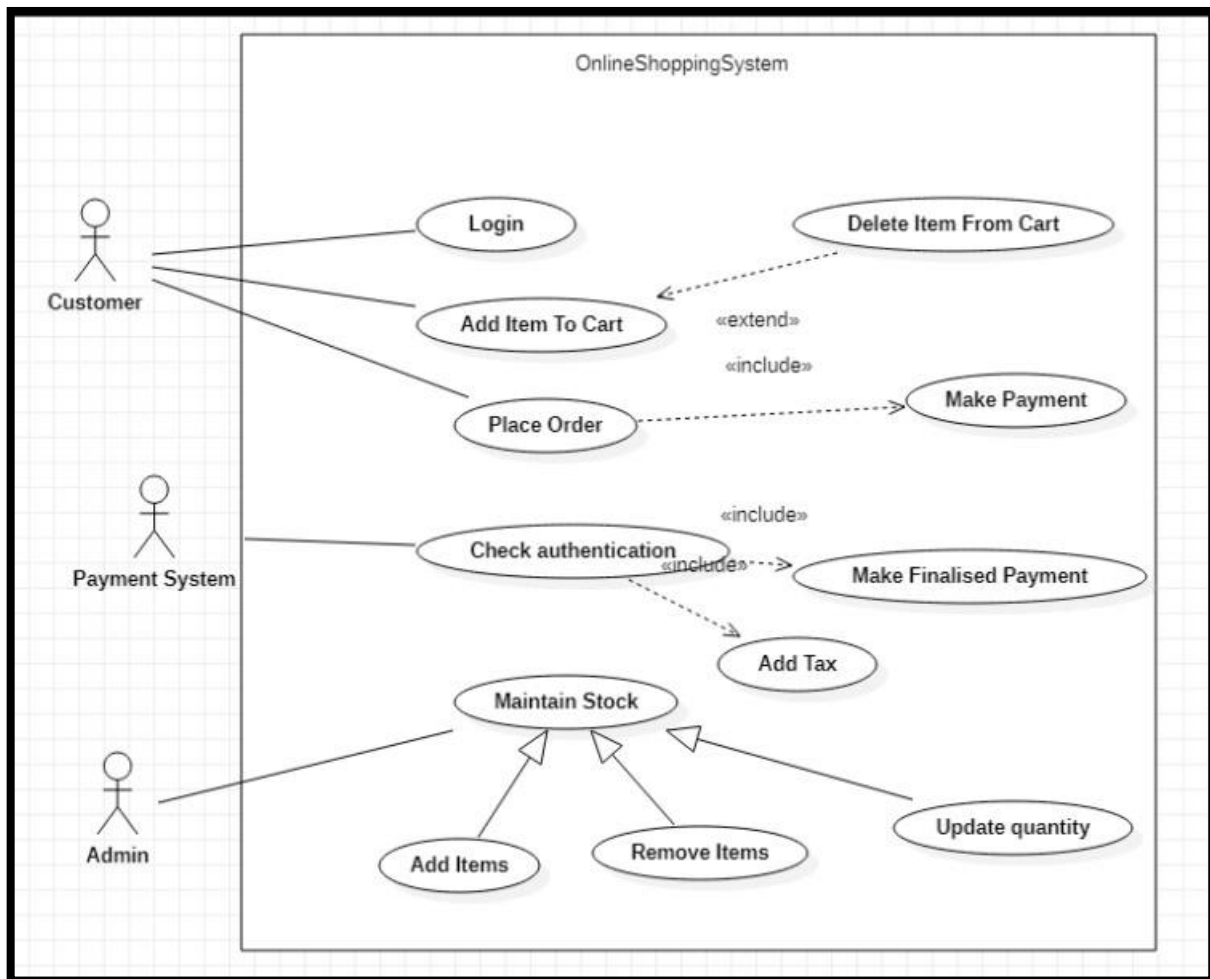 OnlineShoppingSystem
Login
Delete Item From Cart
Customer
Add Item To Cart
«extend»
«include»
Make Payment
Place Order
«include»
Check authentication
«include»
Payment System
Make Finalised Payment
Add Tax
Maintain Stock
Admin
Update quantity
Add Items
Remove Items